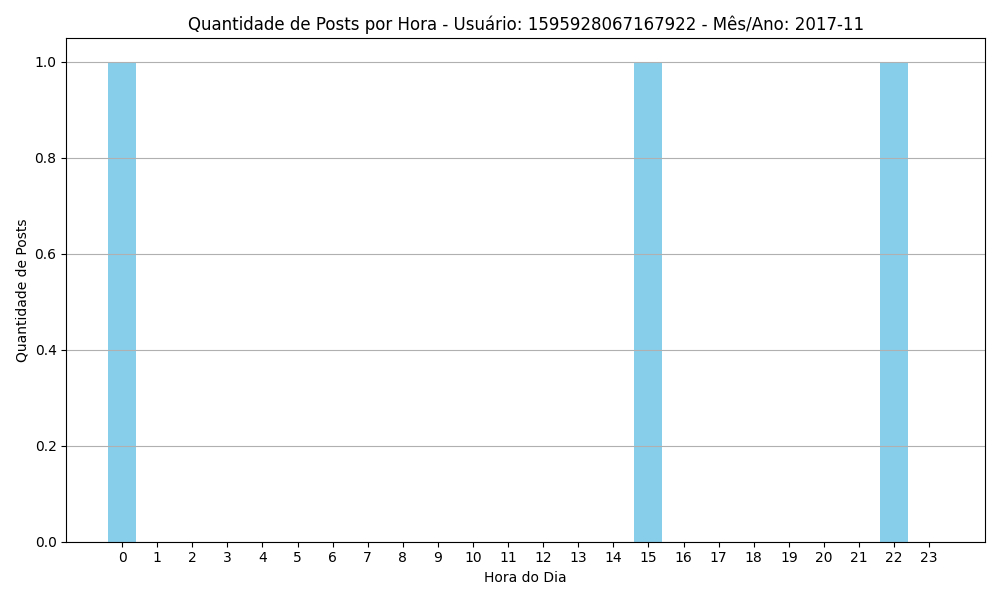 Quantidade de Posts por Hora - Usuário: 1595928067167922 - Mês/Ano: 2017-11
Quantidade de Posts
1.0
0.8
0.6
0.4
0.2
0.0
0 1 2 3 4 5 6 7 8 9 10 11 12 13 14 15 16 17 18 19 20 21 22 23
Hora do Dia